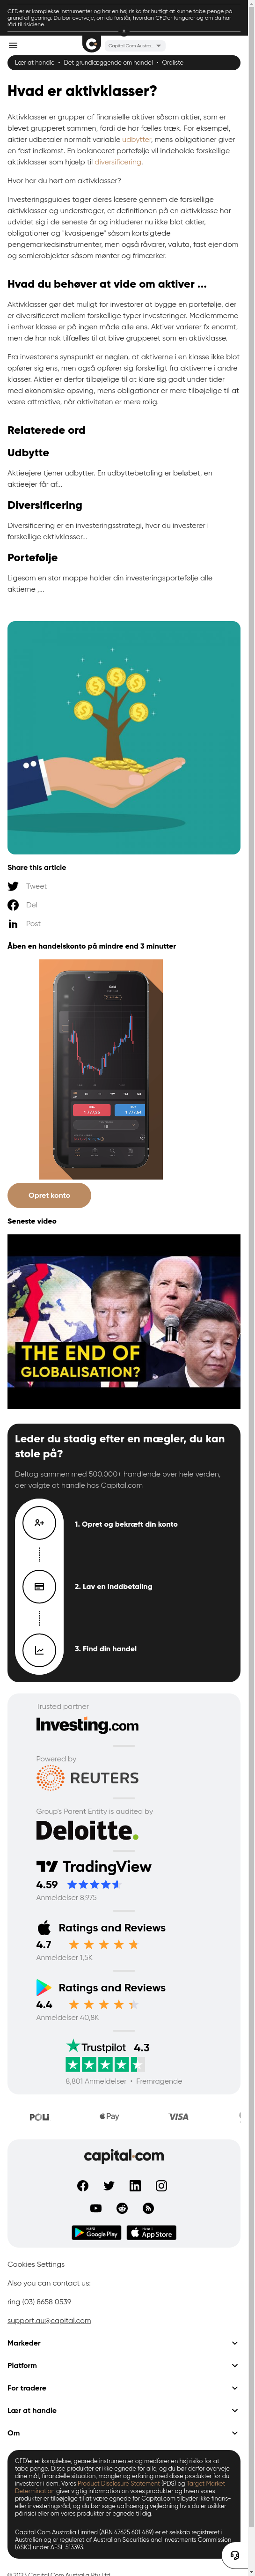 CFD'er er komplekse instrumenter og har en høj risiko for hurtigt at kunne tabe penge på
grund af gearing. Du bør overveje, om du forstår, hvordan CFD'er fungerer og om du har
råd til risiciene.
Lær at handle • Det grundlæggende om handel • Ordliste
Hvad er aktivklasser?
Aktivklasser er grupper af finansielle aktiver såsom aktier, som er
blevet grupperet sammen, fordi de har fælles træk. For eksempel,
aktier udbetaler normalt variable udbytter, mens obligationer giver
en fast indkomst. En balanceret portefølje vil indeholde forskellige
aktivklasser som hjælp til diversificering.
Hvor har du hørt om aktivklasser?
Investeringsguides tager deres læsere gennem de forskellige
aktivklasser og understreger, at definitionen på en aktivklasse har
udvidet sig i de seneste år og inkluderer nu ikke blot aktier,
obligationer og "kvasipenge" såsom kortsigtede
pengemarkedsinstrumenter, men også råvarer, valuta, fast ejendom
og samlerobjekter såsom mønter og frimærker.
Hvad du behøver at vide om aktiver ...
Aktivklasser gør det muligt for investorer at bygge en portefølje, der
er diversificeret mellem forskellige typer investeringer. Medlemmerne
i enhver klasse er på ingen måde alle ens. Aktiver varierer fx enormt,
men de har nok tilfælles til at blive grupperet som en aktivklasse.
Fra investorens synspunkt er nøglen, at aktiverne i en klasse ikke blot
opfører sig ens, men også opfører sig forskelligt fra aktiverne i andre
klasser. Aktier er derfor tilbøjelige til at klare sig godt under tider
med økonomiske opsving, mens obligationer er mere tilbøjelige til at
være attraktive, når aktiviteten er mere rolig.
Relaterede ord
Udbytte
Aktieejere tjener udbytter. En udbyttebetaling er beløbet, en
aktieejer får af...
Diversificering
Diversificering er en investeringsstrategi, hvor du investerer i
forskellige aktivklasser...
Portefølje
Ligesom en stor mappe holder din investeringsportefølje alle
aktierne ,...
Share this article
Tweet
Del
Post
Åben en handelskonto på mindre end 3 minutter
Opret konto
Seneste video
THE END OF
GLOBALISATION?
Leder du stadig efter en mægler, du kan
stole på?
Deltag sammen med 500.000+ handlende over hele verden,
der valgte at handle hos Capital.com
1. Opret og bekræft din konto
2. Lav en inddbetaling
3. Find din handel
Trusted partner
Investing.com
Powered by
REUTERS
Group's Parent Entity is audited by
Deloitte.
TradingView
4.59
Anmeldelser 8,975
Ratings and Reviews
4.7
Anmeldelser 1,5K
Ratings and Reviews
4.4
Anmeldelser 40,8K
Trustpilot 4.3
8,801 Anmeldelser • Fremragende
POLi Pay VISA
capital.com
Google Play App Store
Cookies Settings
Also you can contact us:
ring (03) 8658 0539
support.au@capital.com
Markeder
Platform
For tradere
Lær at handle
Om
CFD'er er komplekse, gearede instrumenter og medfører en høj risiko for at
tabe penge. Disse produkter er ikke egnede for alle, og du bør derfor overveje
dine mål, finansielle situation, mangler og erfaring med disse produkter før du
investerer i dem. Vores Product Disclosure Statement (PDS) og Target Market
Determination giver vigtig information on vores produkter og hvem vores
produkter er tilbøjelige til at være egnede for Capital.com tilbyder ikke finans-
eller investeringsråd, og du bør søge uafhængig vejledning hvis du er usikker
på risici eller om vores produkter er egnede til dig.
Capital Com Australia Limited (ABN 47625 601 489) er et selskab registreret i
Australien og er reguleret af Australian Securities and Investments Commission
(ASIC) under AFSL 513393.
© 2023 Capital Com Australia Pty Ltd